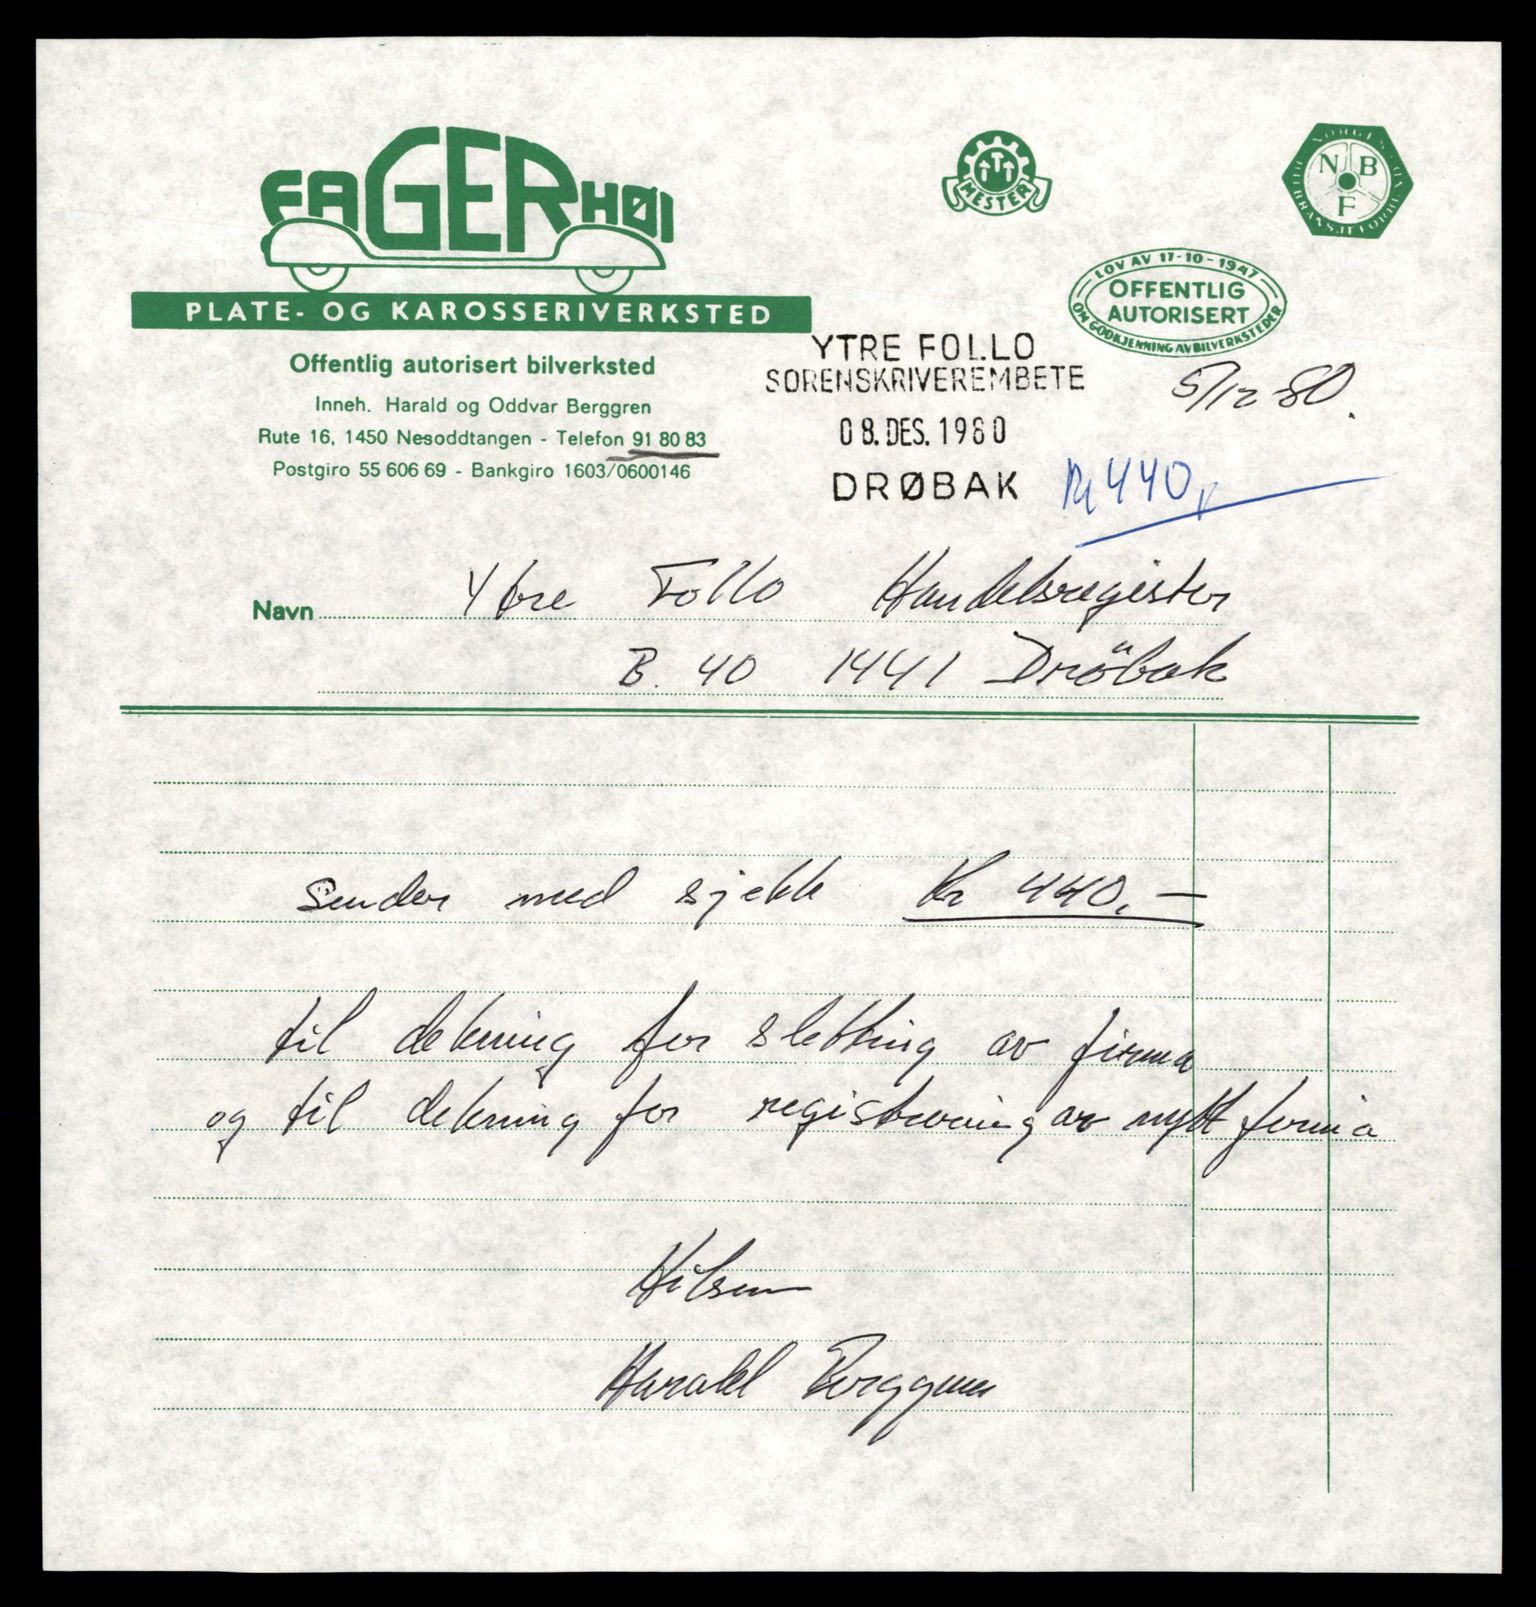 FAGERHØI
PLATE- OG KAROSSERIVERKSTED
Offentlig autorisert bilverksted
Inneh. Harald og Oddvar Berggren
Rute 16, 1450 Nesoddtangen - Telefon 91 80 83
Postgiro 55 606 69 - Bankgiro 1603/0600146
MESTER
NORGES BILBRANSJEFORBUND
NBF
LOV AV 17-10-1947
OFFENTLIG
AUTORISERT
OM GODKJENNING AV BILVERKSTEDER
YTRE FOLLO
SORENSKRIVEREMBETE
08. DES. 1980
DRØBAK
5/12 80.
Kr 440,-
Navn Ytre Follo Handelsregister
B. 40 1441 Dröbak
Sender med sjekk Kr 440,-
til dekning for sletting av firma
og til dekning for registrering av nytt firma
Hilsen
Harald Berggren